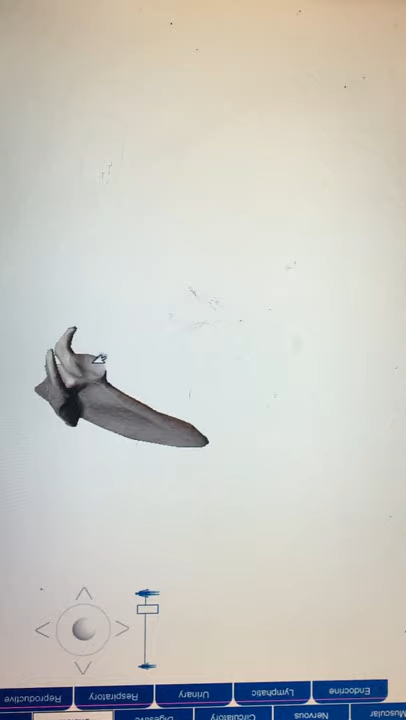 Muscular Nervous Circulatory Digestive
Endocrine Lymphatic Urinary Respiratory Reproductive